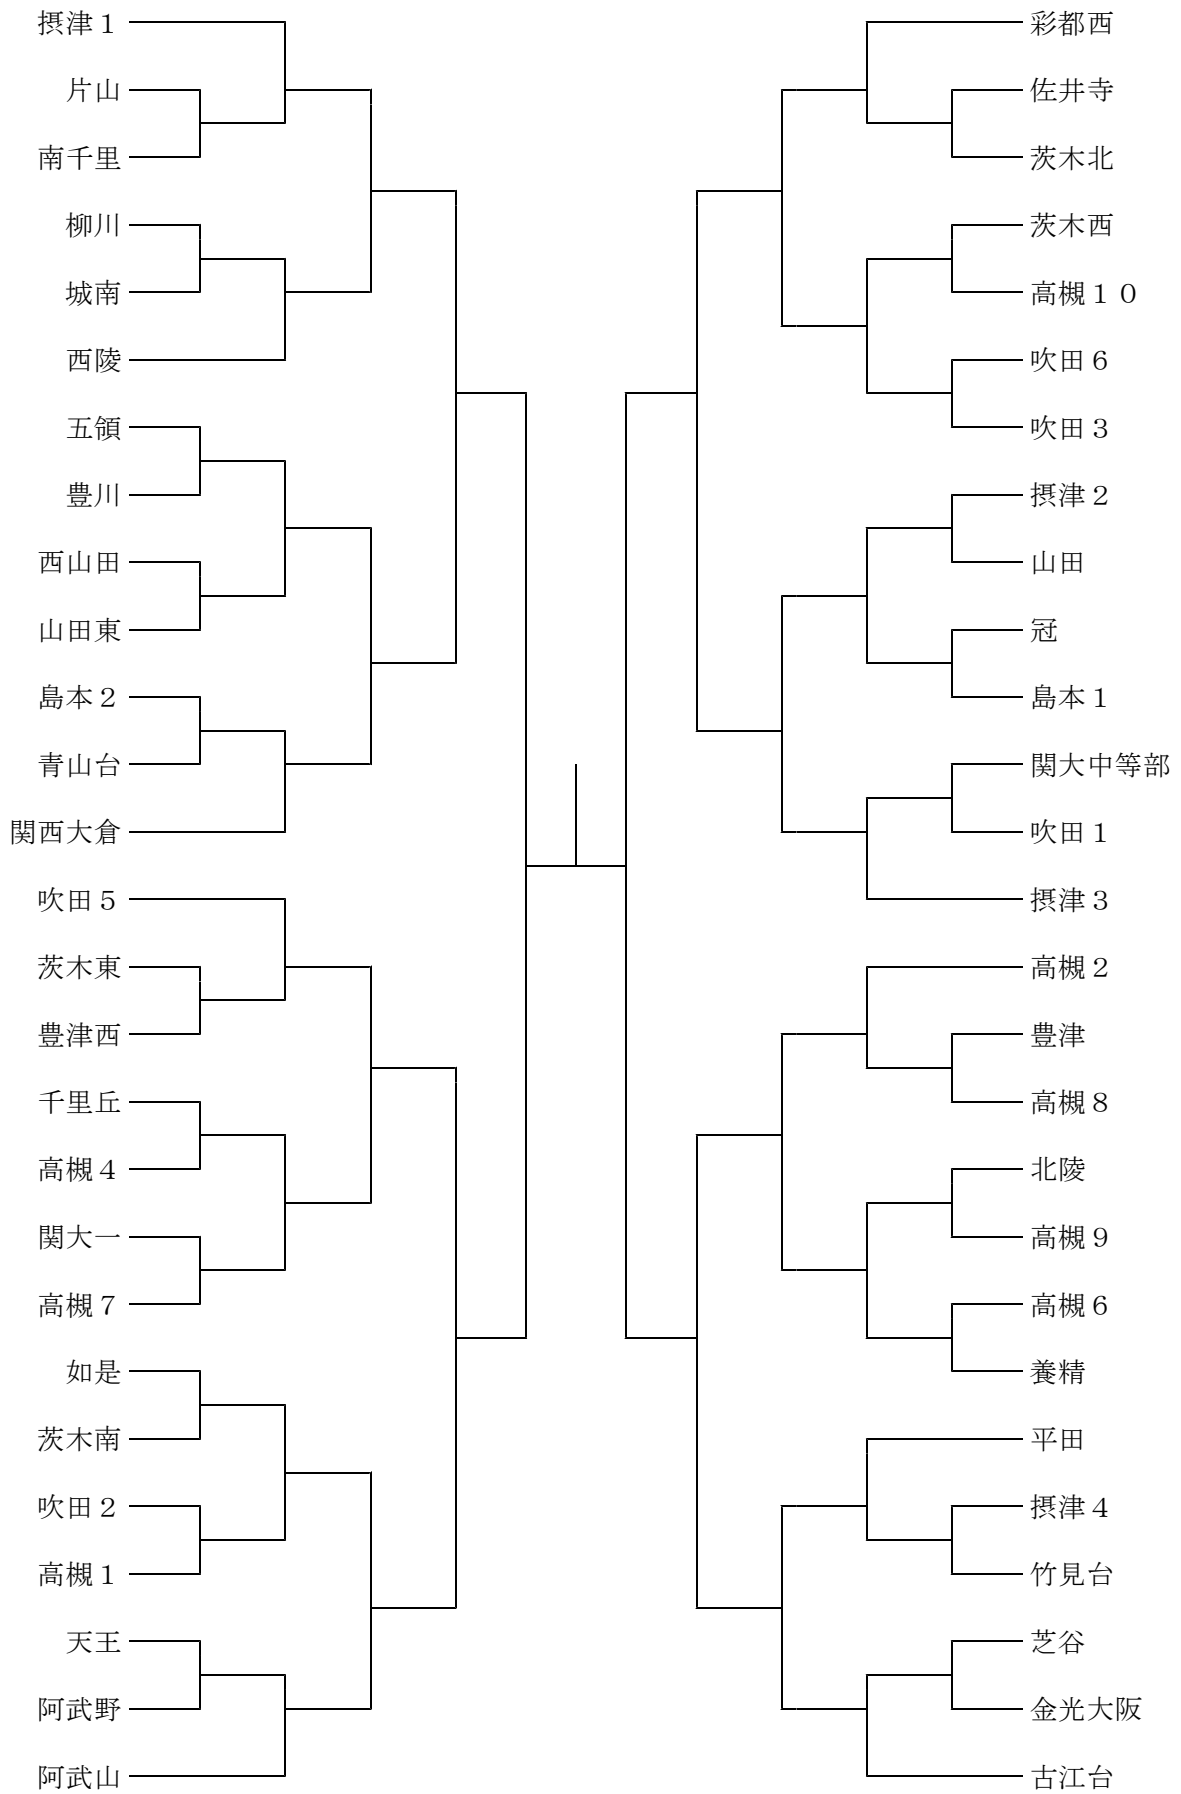 摂津１
片山
南千里
柳川
城南
西陵
五領
豊川
西山田
山田東
島本２
青山台
関西大倉
吹田５
茨木東
豊津西
千里丘
高槻４
関大一
高槻７
如是
茨木南
吹田２
高槻１
天王
阿武野
阿武山
彩都西
佐井寺
茨木北
茨木西
高槻１０
吹田６
吹田３
摂津２
山田
冠
島本１
関大中等部
吹田１
摂津３
高槻２
豊津
高槻８
北陵
高槻９
高槻６
養精
平田
摂津４
竹見台
芝谷
金光大阪
古江台